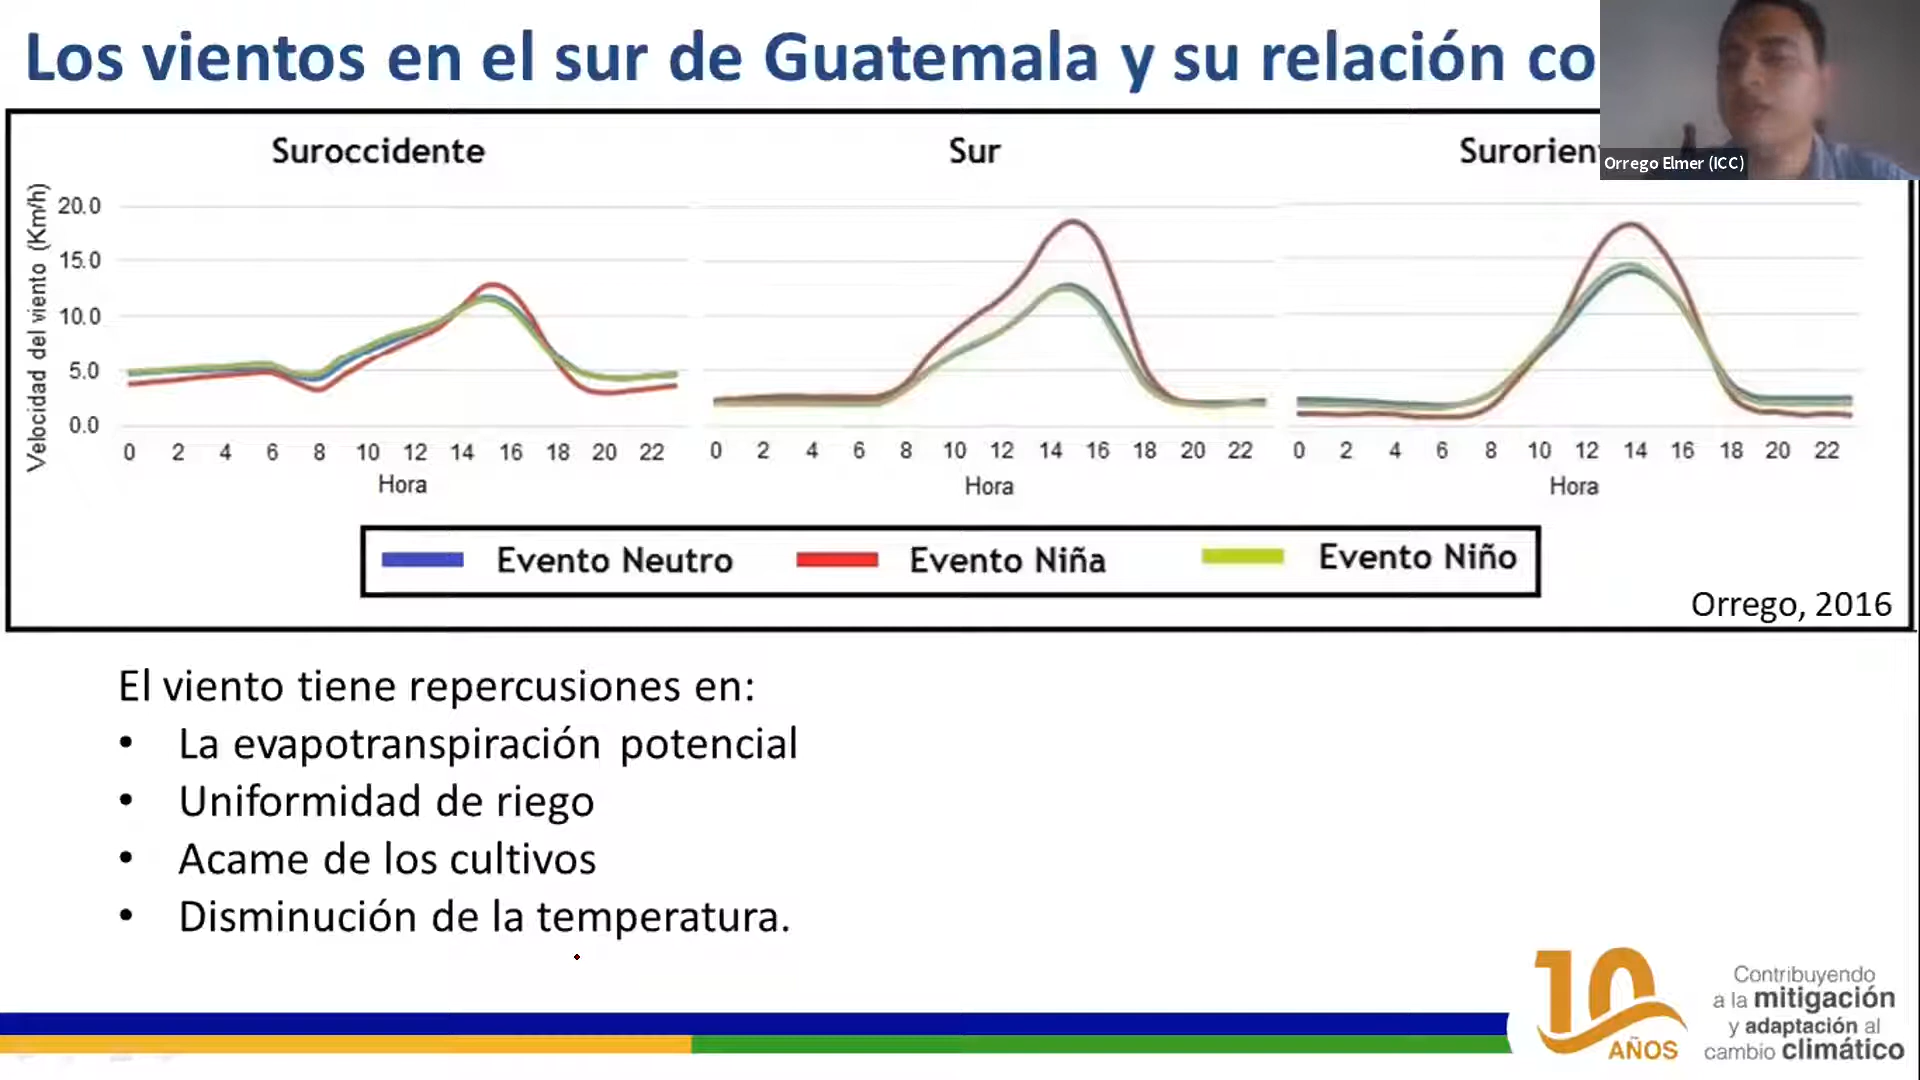 Los vientos en el sur de Guatemala y su relación co
Suroccidente
Sur
Surorien
Orrego Elmer (ICC)
Velocidad del viento (Km/h)
20.0
15.0
10.0
5.0
0.0
0 2 4 6 8 10 12 14 16 18 20 22
0 2 4 6 8 10 12 14 16 18 20 22
0 2 4 6 8 10 12 14 16 18 20 22
Hora
Hora
Hora
Evento Neutro
Evento Niña
Evento Niño
Orrego, 2016
El viento tiene repercusiones en:
• La evapotranspiración potencial
• Uniformidad de riego
• Acame de los cultivos
• Disminución de la temperatura.
10
AÑOS
Contribuyendo
a la mitigación
y adaptación al
cambio climático